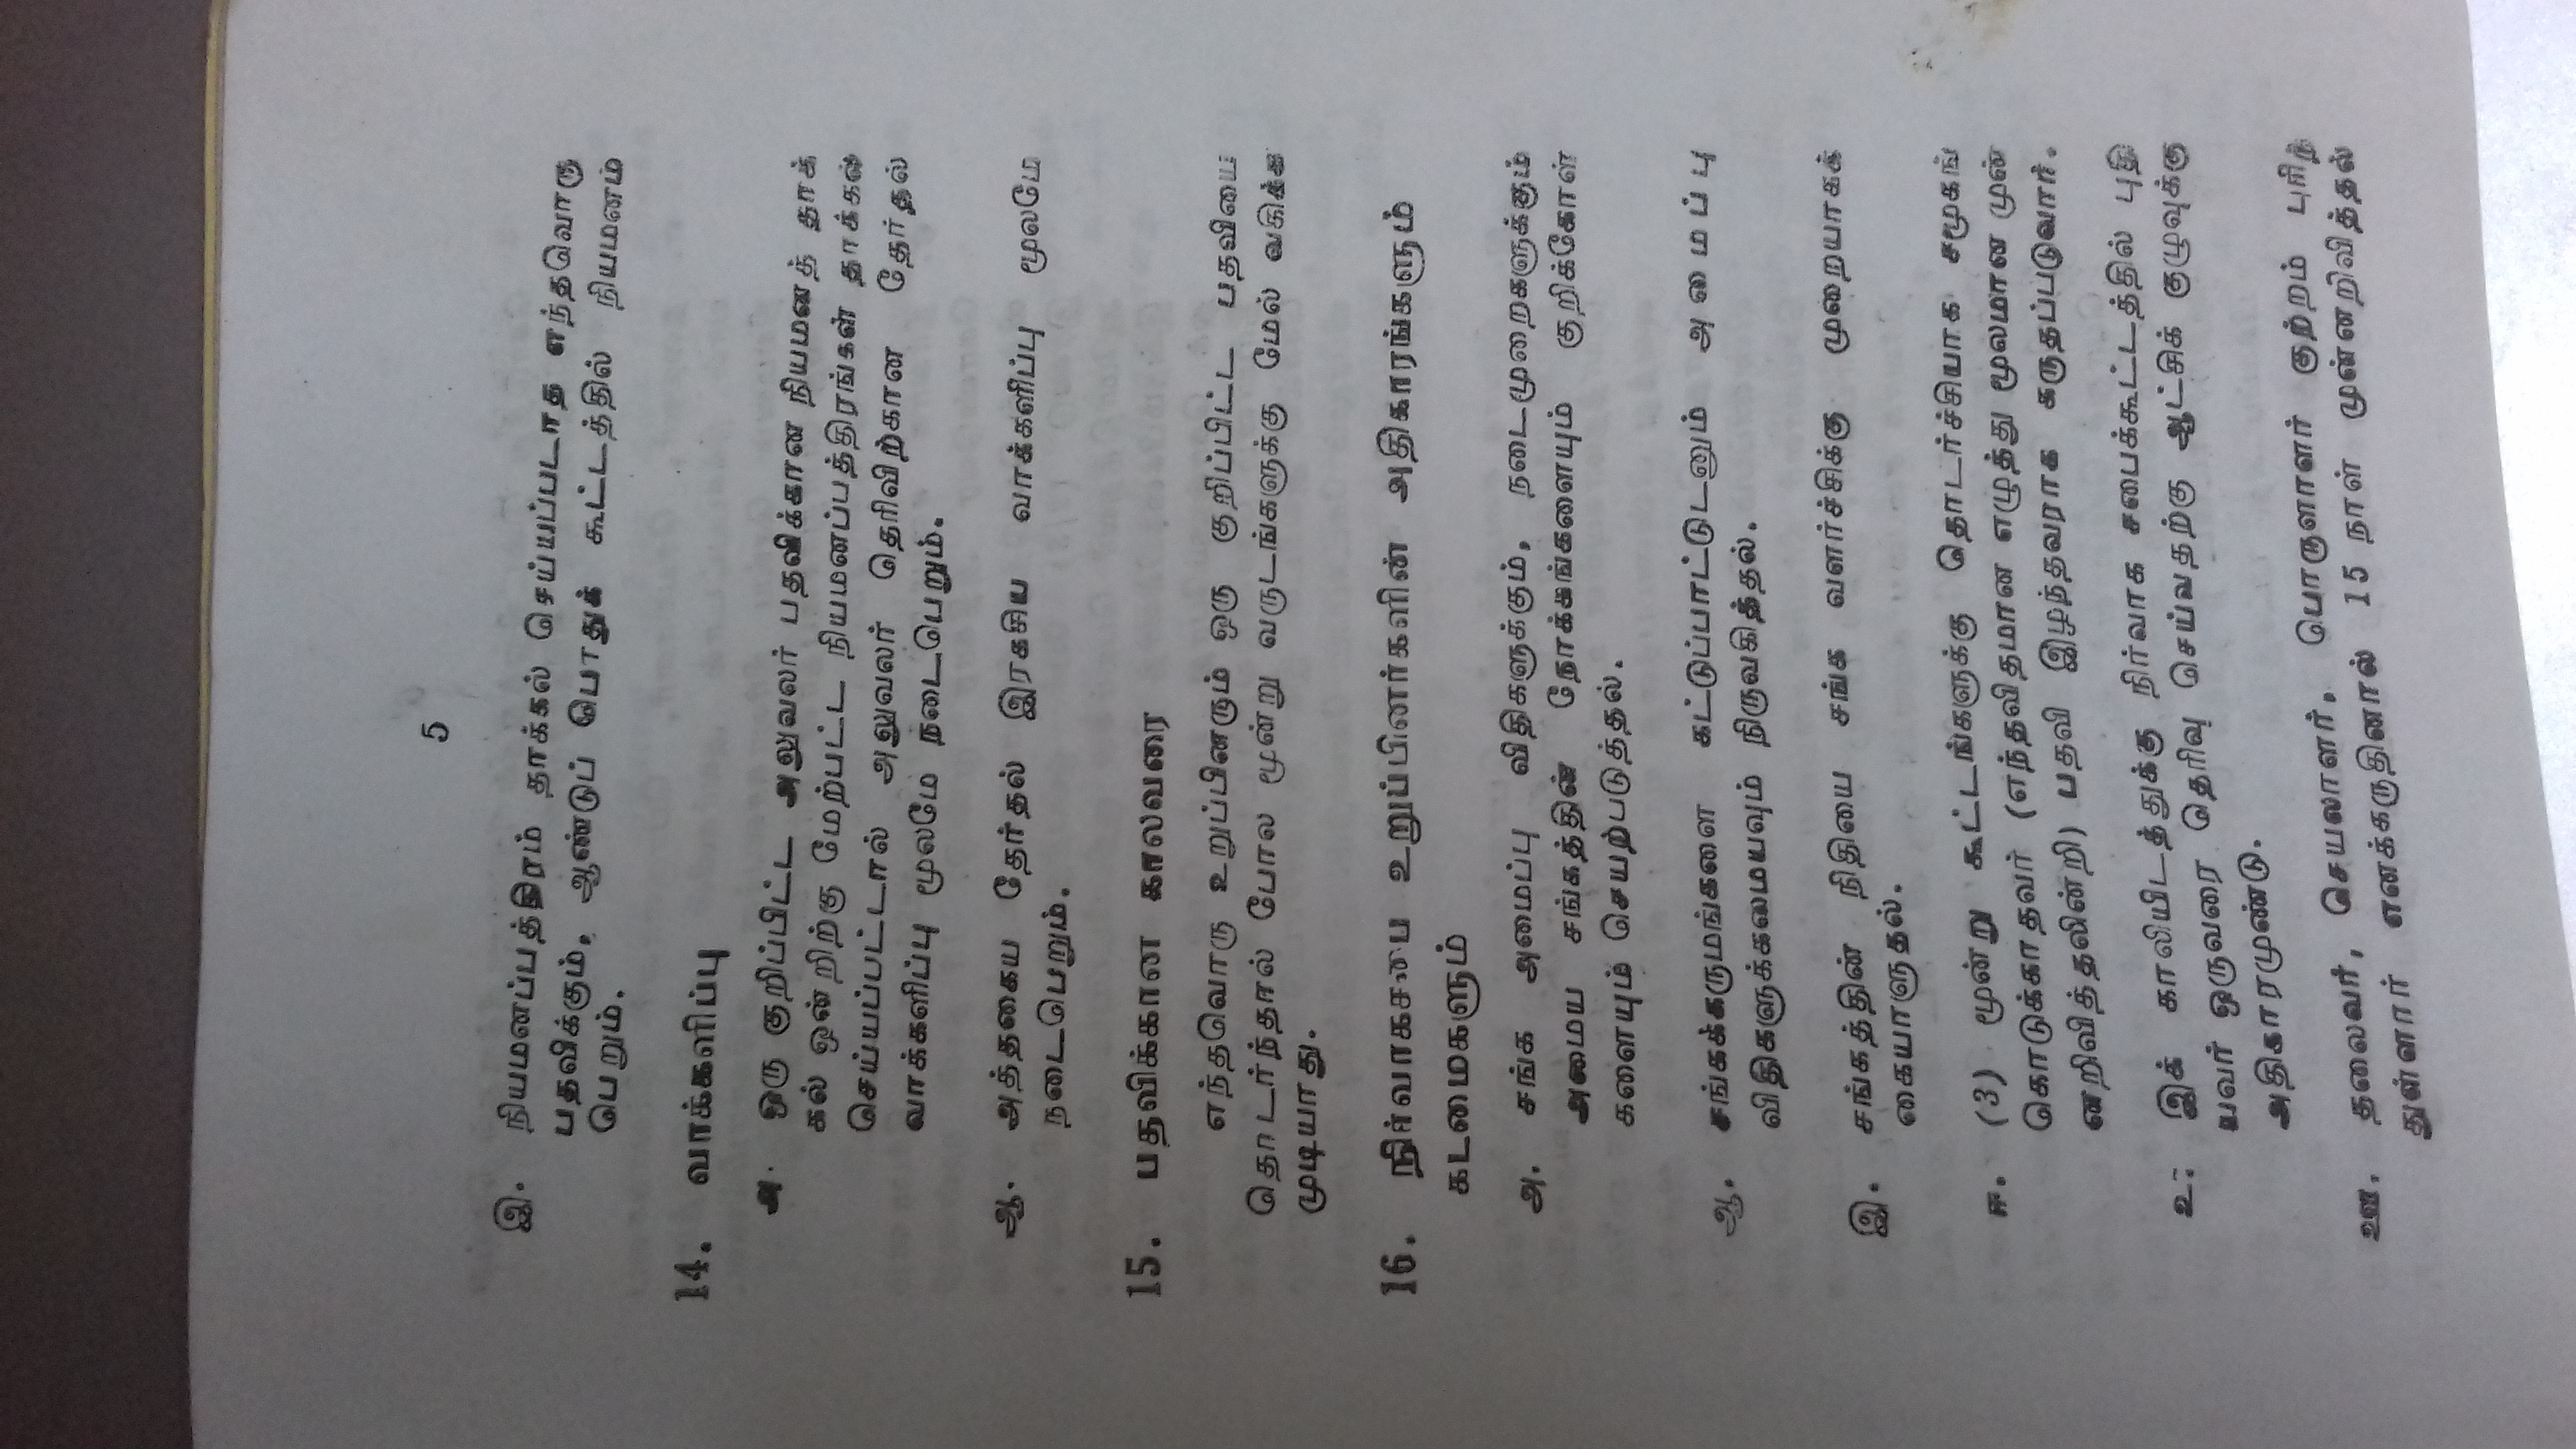 5
இ. நியமனப்பத்திரம் தாக்கல் செய்யப்படாத எந்தவொரு
பதவிக்கும், ஆண்டுப் பொதுக் கூட்டத்தில் நியமனம்
பெறும்.
14. வாக்களிப்பு
அ. ஒரு குறிப்பிட்ட அலுவலர் பதவிக்கான நியமனத் தாக்
கல் ஒன்றிற்கு மேற்பட்ட நியமனப்பத்திரங்கள் தாக்கல்
செய்யப்பட்டால் அலுவலர் தெரிவிற்கான தேர்தல்
வாக்களிப்பு மூலமே நடைபெறும்.
ஆ. அத்தகைய தேர்தல் இரகசிய வாக்களிப்பு மூலமே
நடைபெறும்.
15. பதவிக்கான காலவரை
எந்தவொரு உறுப்பினரும் ஒரு குறிப்பிட்ட பதவியை
தொடர்ந்தால் போல மூன்று வருடங்களுக்கு மேல் வகிக்க
முடியாது.
16. நிர்வாகசபை உறுப்பினர்களின் அதிகாரங்களும்
கடமைகளும்
அ. சங்க அமைப்பு விதிகளுக்கும், நடைமுறைகளுக்கும்
அமைய சங்கத்தின் நோக்கங்களையும் குறிக்கோள்
களையும் செயற்படுத்தல்.
ஆ. சங்கக்கருமங்களை கட்டுப்பாட்டுடனும் அமைப்பு
விதிகளுக்கமையவும் நிருவகித்தல்.
இ. சங்கத்தின் நிதியை சங்க வளர்ச்சிக்கு முறையாகக்
கையாளுதல்.
ஈ. (3) மூன்று கூட்டங்களுக்கு தொடர்ச்சியாக சமூகங்
கொடுக்காதவர் (எந்தவிதமான எழுத்து மூலமான முன்
னறிவித்தலின்றி) பதவி இழந்தவராக கருதப்படுவார்.
உ. இக் காலியிடத்துக்கு நிர்வாக சபைக்கூட்டத்தில் புதி
யவர் ஒருவரை தெரிவு செய்வதற்கு ஆட்சிக் குழுவுக்கு
அதிகாரமுண்டு.
ஊ. தலைவர், செயலாளர், பொருளாளர் குற்றம் புரிந்
துள்ளார் எனக்கருதினால் 15 நாள் முன்னறிவித்தல்